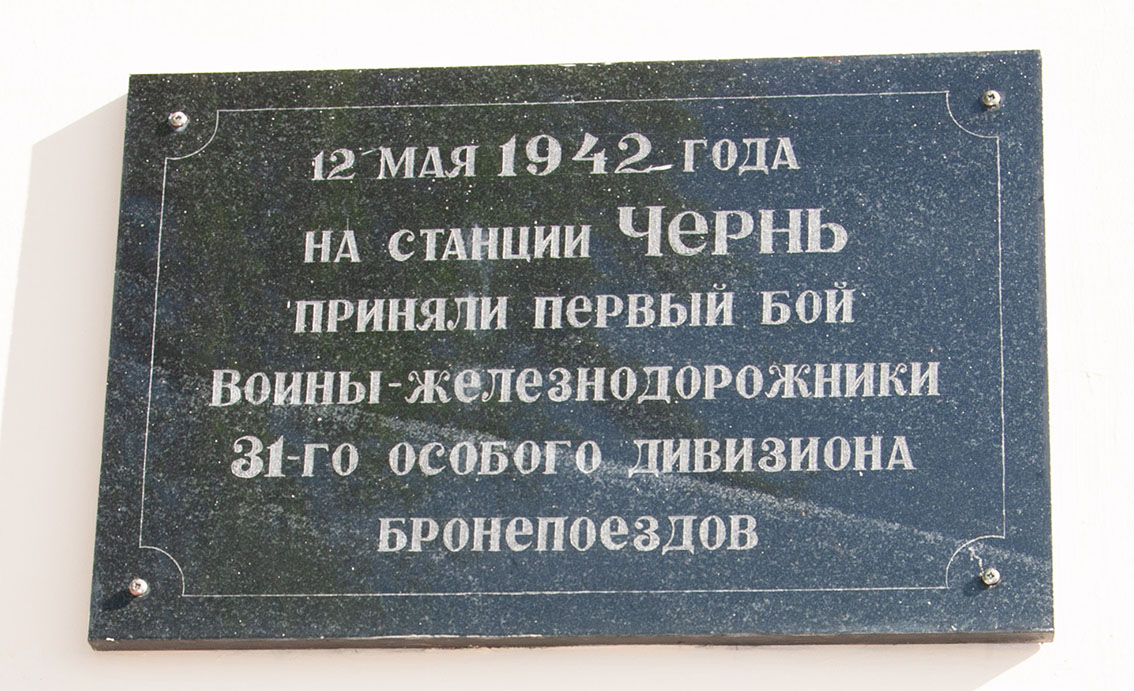 12 МАЯ 1942 ГОДА
НА СТАНЦИИ ЧЕРНЬ
ПРИНЯЛИ ПЕРВЫЙ БОЙ
ВОИНЫ-ЖЕЛЕЗНОДОРОЖНИКИ
31-ГО ОСОБОГО ДИВИЗИОНА
БРОНЕПОЕЗДОВ